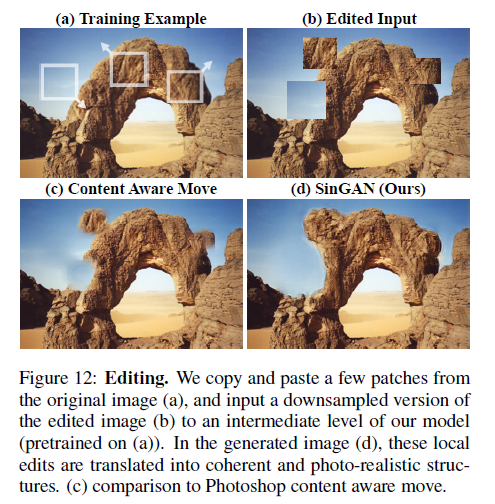 (a) Training Example
(b) Edited Input
(c) Content Aware Move
(d) SinGAN (Ours)
Figure 12: Editing. We copy and paste a few patches from
the original image (a), and input a downsampled version of
the edited image (b) to an intermediate level of our model
(pretrained on (a)). In the generated image (d), these local
edits are translated into coherent and photo-realistic struc-
tures. (c) comparison to Photoshop content aware move.